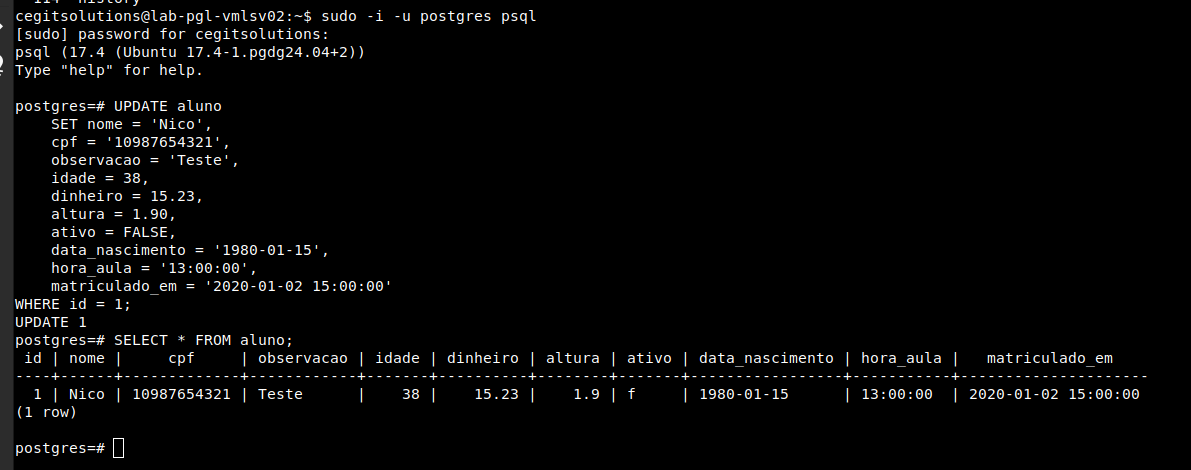 114 history
cegitsolutions@lab-pgl-vmlsv02:~$ sudo -i -u postgres psql
[sudo] password for cegitsolutions:
psql (17.4 (Ubuntu 17.4-1.pgdg24.04+2))
Type "help" for help.
postgres=# UPDATE aluno
    SET nome = 'Nico',
    cpf = '10987654321',
    observacao = 'Teste',
    idade = 38,
    dinheiro = 15.23,
    altura = 1.90,
    ativo = FALSE,
    data_nascimento = '1980-01-15',
    hora_aula = '13:00:00',
    matriculado_em = '2020-01-02 15:00:00'
WHERE id = 1;
UPDATE 1
postgres=# SELECT * FROM aluno;
 id | nome |     cpf     | observacao | idade | dinheiro | altura | ativo | data_nascimento | hora_aula |   matriculado_em
----+------+-------------+------------+-------+----------+--------+-------+-----------------+-----------+---------------------
  1 | Nico | 10987654321 | Teste      |    38 |    15.23 |    1.9 | f     | 1980-01-15      | 13:00:00  | 2020-01-02 15:00:00
(1 row)
postgres=#